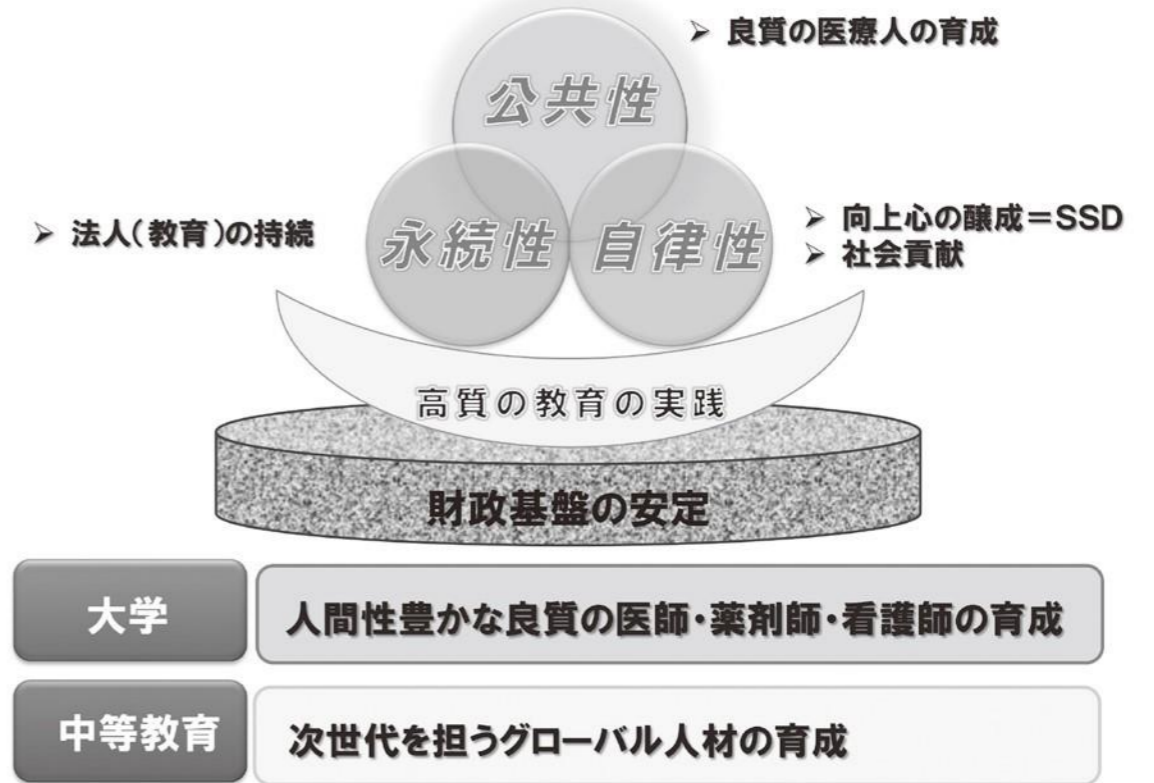 ➢ 良質の医療人の育成
公共性
➢ 法人(教育)の持続
永続性
自律性
➢ 向上心の醸成=SSD
➢ 社会貢献
高質の教育の実践
財政基盤の安定
大学
人間性豊かな良質の医師・薬剤師・看護師の育成
中等教育
次世代を担うグローバル人材の育成